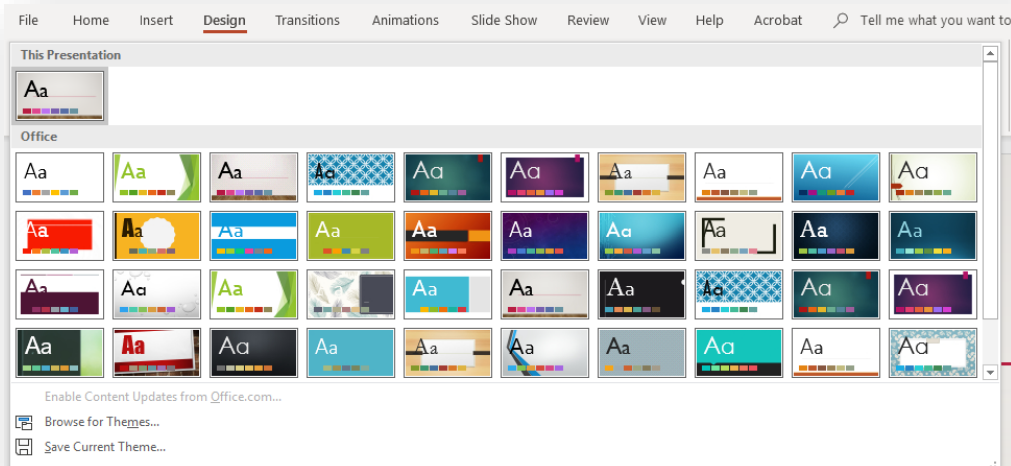 File Home Insert Design Transitions Animations Slide Show Review View Help Acrobat Tell me what you want to
This Presentation
Aa
Office
Aa Aa Aa Aa Aa Aa Aa Aa Aa Aa
Aa Aa Aa Aa Aa Aa Aa Aa Aa Aa
Aa Aa Aa Aa Aa Aa Aa Aa Aa
Aa Aa Aa Aa Aa Aa Aa Aa Aa Aa
Enable Content Updates from Office.com...
Browse for Themes...
Save Current Theme...